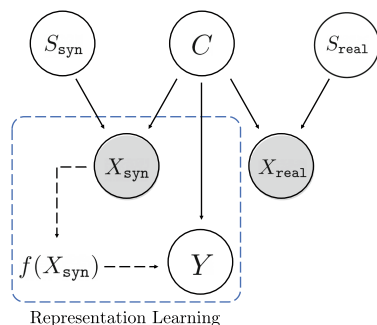 S_syn C S_real
X_syn X_real
f(X_syn) Y
Representation Learning